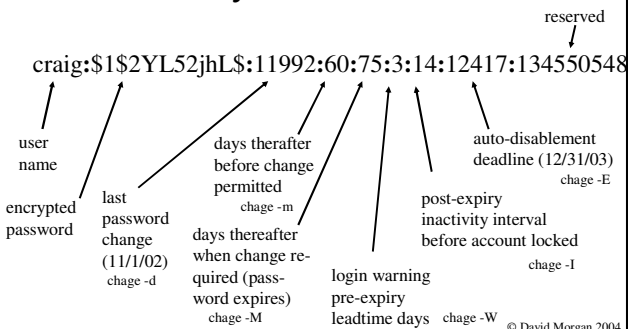 reserved
craig:$1$2YL52jhL$:11992:60:75:3:14:12417:134550548
user
name
encrypted
password
last
password
change
(11/1/02)
chage -d
days therafter
before change
permitted
chage -m
days thereafter
when change re-
quired (pass-
word expires)
chage -M
login warning
pre-expiry
leadtime days chage -W
post-expiry
inactivity interval
before account locked
chage -I
auto-disablement
deadline (12/31/03)
chage -E
© David Morgan 2004